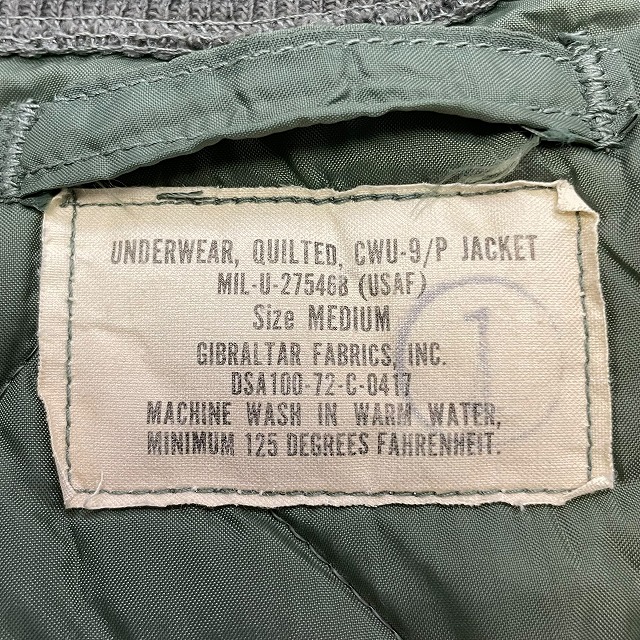 UNDERWEAR, QUILTED, CWU-9/P JACKET
MIL-U-27546B (USAF)
Size MEDIUM
GIBRALTAR FABRICS, INC.
DSA100-72-C-0417
MACHINE WASH IN WARM WATER,
MINIMUM 125 DEGREES FAHRENHEIT.
1